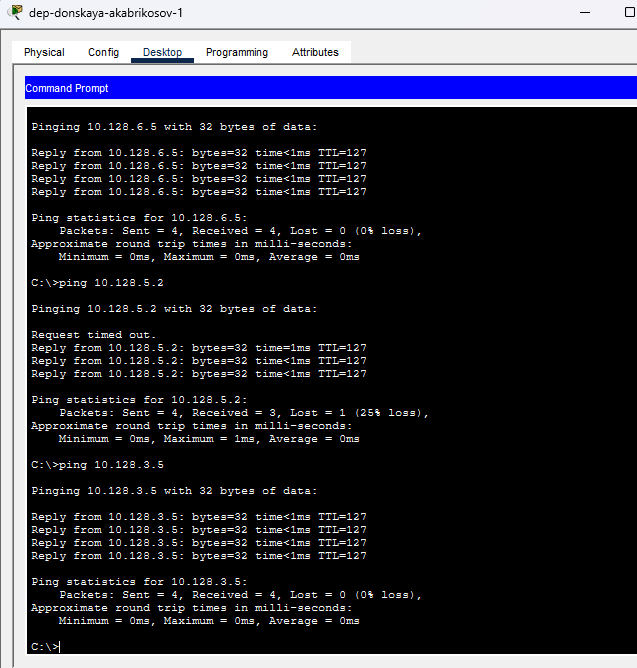 dep-donskaya-akabrikosov-1
Physical Config Desktop Programming Attributes
Command Prompt
Pinging 10.128.6.5 with 32 bytes of data:
Reply from 10.128.6.5: bytes=32 time<1ms TTL=127
Reply from 10.128.6.5: bytes=32 time<1ms TTL=127
Reply from 10.128.6.5: bytes=32 time<1ms TTL=127
Reply from 10.128.6.5: bytes=32 time<1ms TTL=127
Ping statistics for 10.128.6.5:
Packets: Sent = 4, Received = 4, Lost = 0 (0% loss),
Approximate round trip times in milli-seconds:
Minimum = 0ms, Maximum = 0ms, Average = 0ms
C:\>ping 10.128.5.2
Pinging 10.128.5.2 with 32 bytes of data:
Request timed out.
Reply from 10.128.5.2: bytes=32 time=1ms TTL=127
Reply from 10.128.5.2: bytes=32 time<1ms TTL=127
Reply from 10.128.5.2: bytes=32 time<1ms TTL=127
Ping statistics for 10.128.5.2:
Packets: Sent = 4, Received = 3, Lost = 1 (25% loss),
Approximate round trip times in milli-seconds:
Minimum = 0ms, Maximum = 1ms, Average = 0ms
C:\>ping 10.128.3.5
Pinging 10.128.3.5 with 32 bytes of data:
Reply from 10.128.3.5: bytes=32 time<1ms TTL=127
Reply from 10.128.3.5: bytes=32 time<1ms TTL=127
Reply from 10.128.3.5: bytes=32 time<1ms TTL=127
Reply from 10.128.3.5: bytes=32 time<1ms TTL=127
Ping statistics for 10.128.3.5:
Packets: Sent = 4, Received = 4, Lost = 0 (0% loss),
Approximate round trip times in milli-seconds:
Minimum = 0ms, Maximum = 0ms, Average = 0ms
C:\>